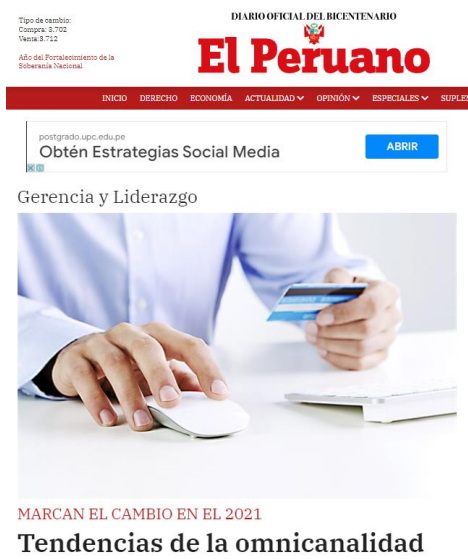 Tipo de cambio:
Compra: 3.702
Venta:3.712
Año del Fortalecimiento de la
Soberanía Nacional
DIARIO OFICIAL DEL BICENTENARIO
El Peruano
INICIO DERECHO ECONOMÍA ACTUALIDAD OPINIÓN ESPECIALES SUPLEM
postgrado.upc.edu.pe
Obtén Estrategias Social Media
ABRIR
Gerencia y Liderazgo
MARCAN EL CAMBIO EN EL 2021
Tendencias de la omnicanalidad